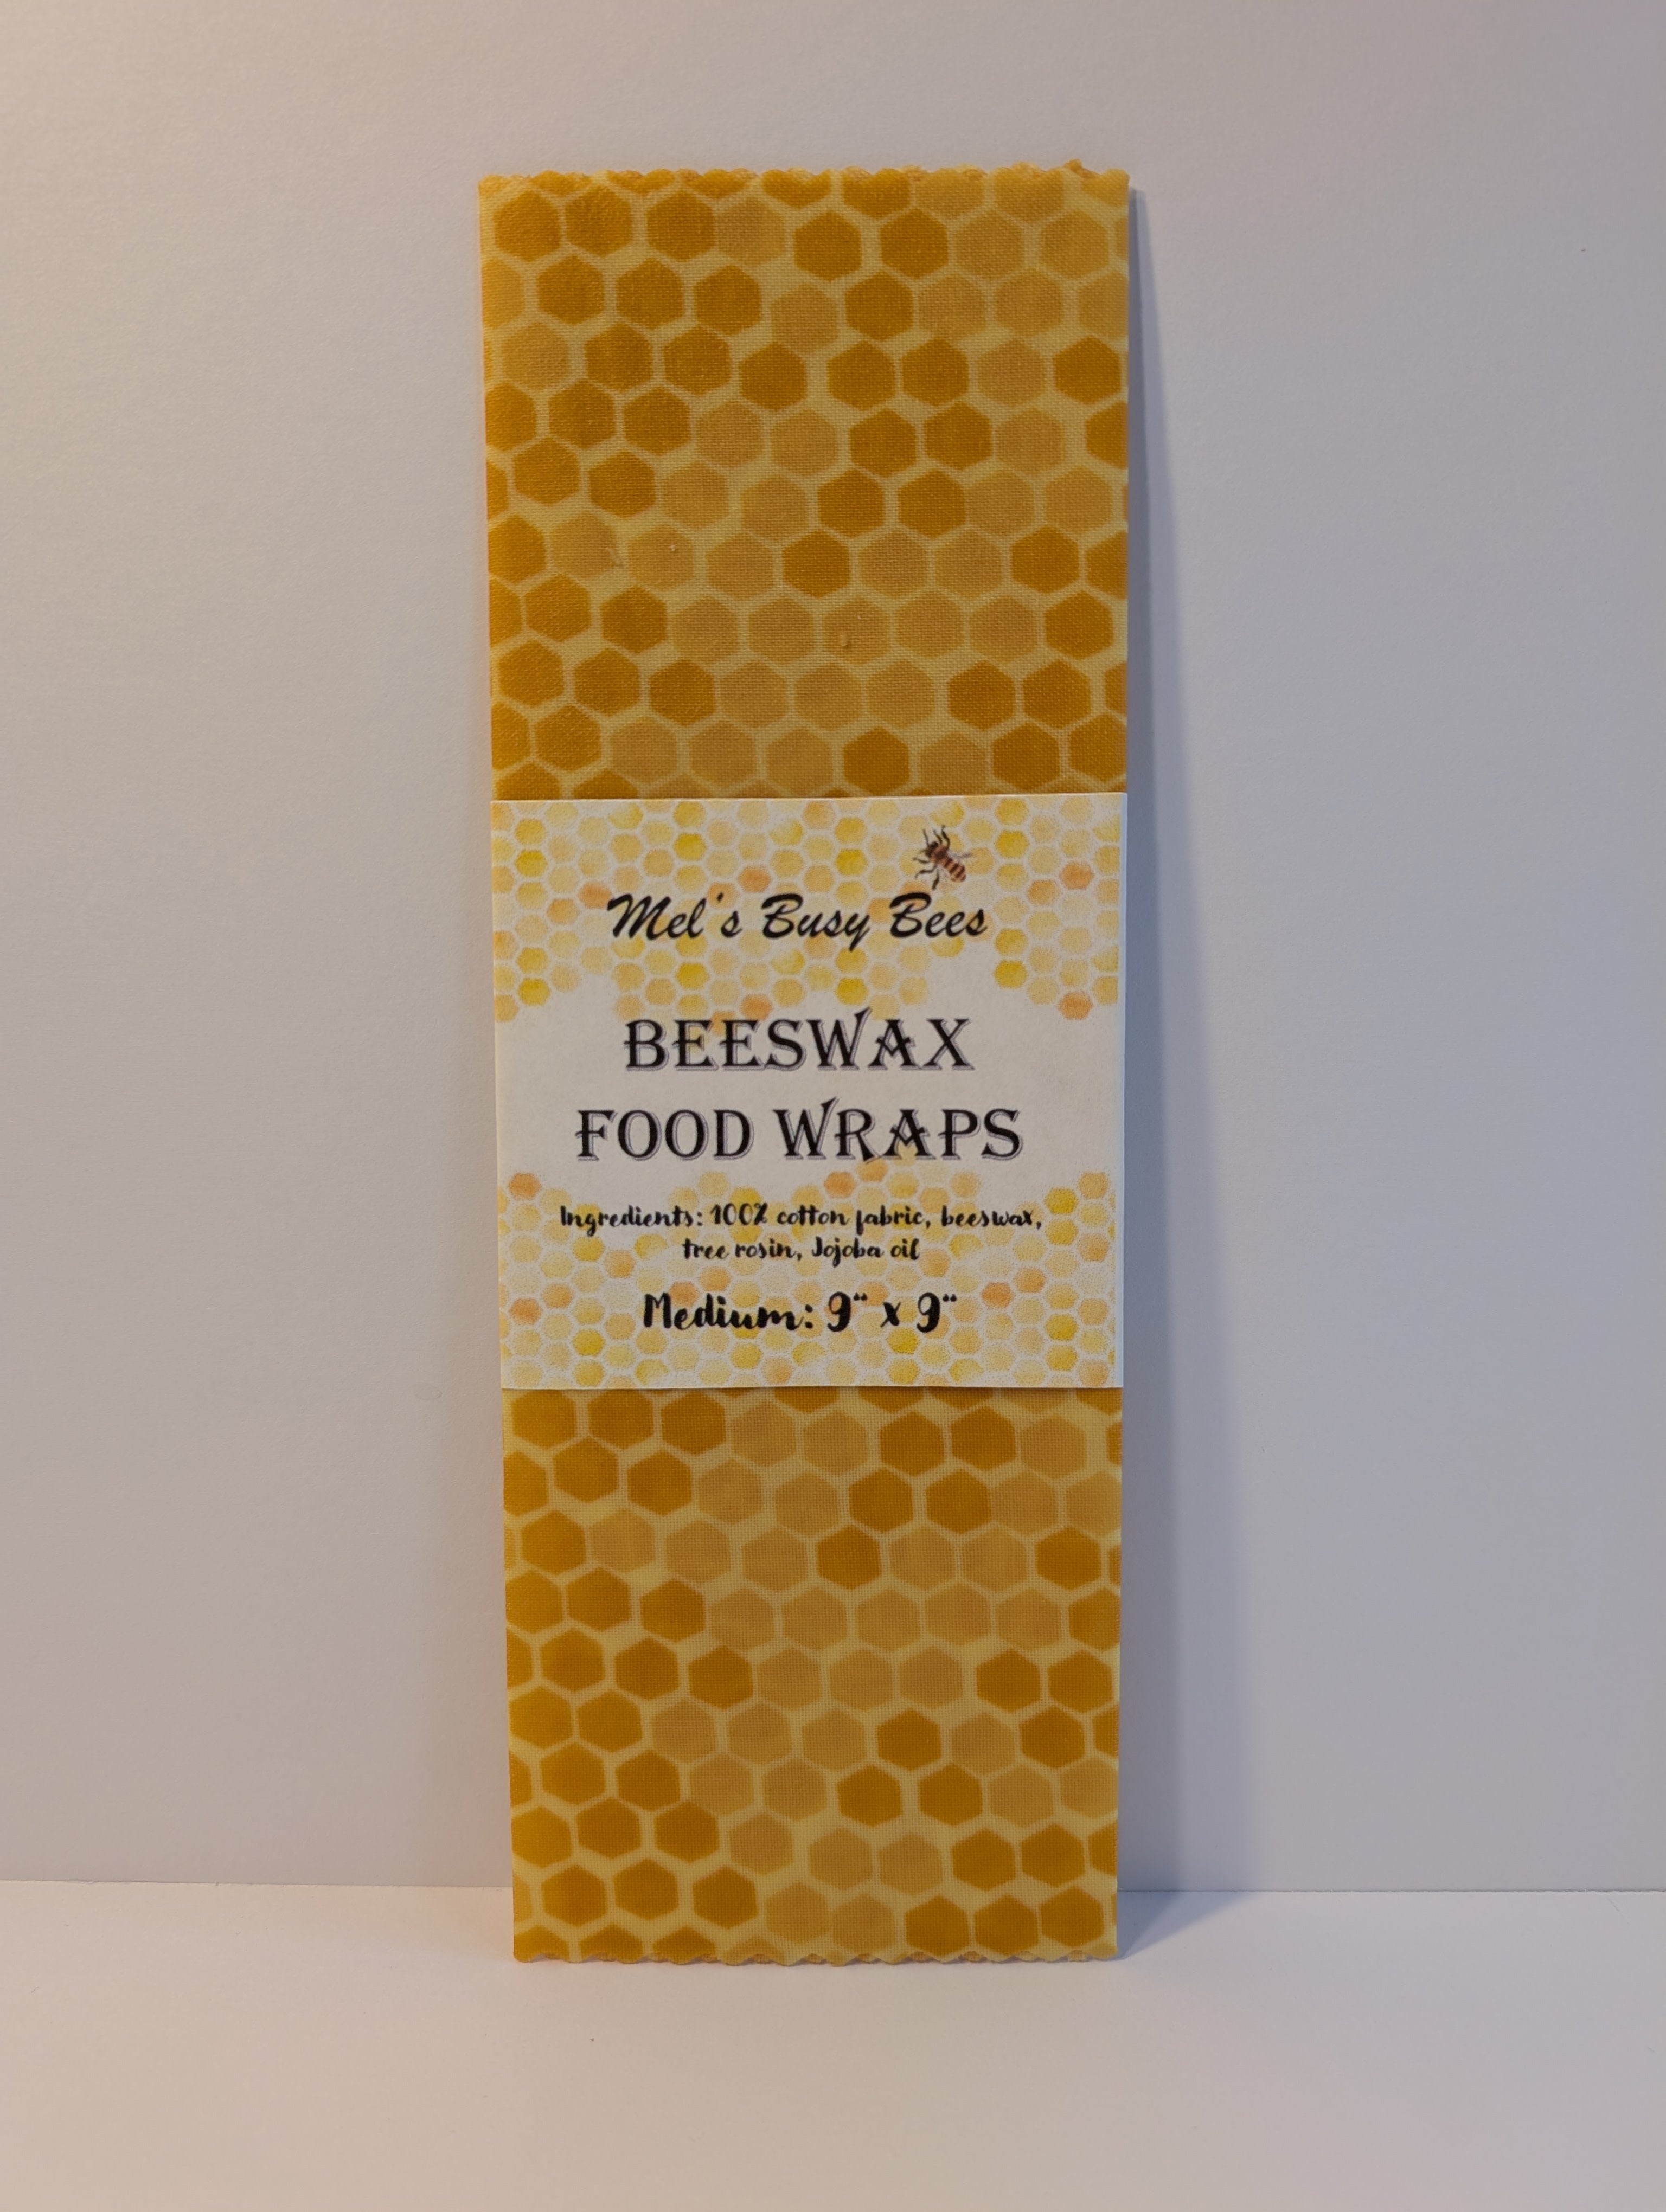 Mel's Busy Bees
BEESWAX
FOOD WRAPS
Ingredients: 100% cotton fabric, beeswax,
tree rosin, Jojoba oil
Medium: 9" x 9"